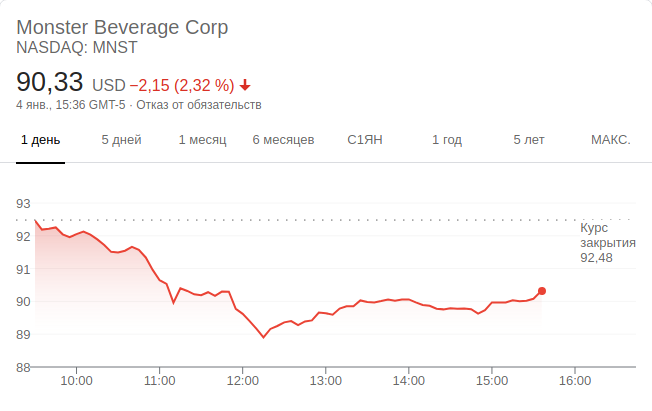 Monster Beverage Corp
NASDAQ: MNST
90,33 USD −2,15 (2,32 %)
4 янв., 15:36 GMT-5 · Отказ от обязательств
1 день 5 дней 1 месяц 6 месяцев С1ЯН 1 год 5 лет МАКС.
93
92
91
90
89
88
Курс
закрытия
92,48
10:00 11:00 12:00 13:00 14:00 15:00 16:00